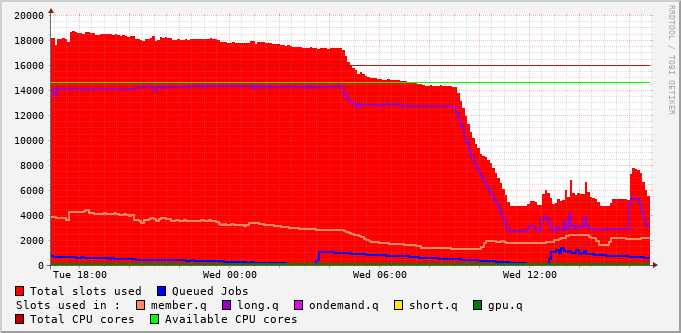 20000
18000
16000
14000
12000
10000
8000
6000
4000
2000
0
Tue 18:00 Wed 00:00 Wed 06:00 Wed 12:00
RRDTOOL / TOBI OETIKER
Total slots used Queued Jobs
Slots used in : member.q long.q ondemand.q short.q gpu.q
Total CPU cores Available CPU cores